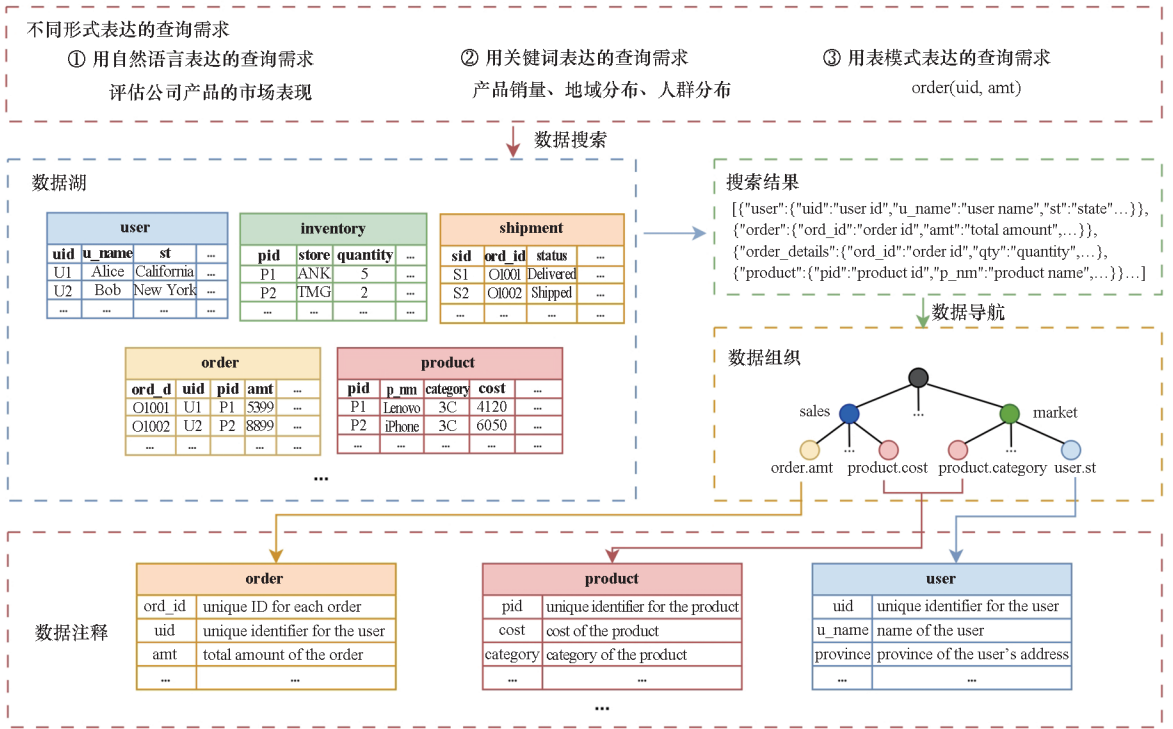 不同形式表达的查询需求
① 用自然语言表达的查询需求 ② 用关键词表达的查询需求 ③ 用表模式表达的查询需求
评估公司产品的市场表现 产品销量、地域分布、人群分布 order(uid, amt)
数据搜索
数据湖
user
uid u_name st ...
U1 Alice California ...
U2 Bob New York ...
... ... ... ...
inventory
pid store quantity ...
P1 ANK 5 ...
P2 TMG 2 ...
... ... ... ...
shipment
sid ord_id status ...
S1 O1001 Delivered ...
S2 O1002 Shipped ...
... ... ... ...
order
ord_d uid pid amt ...
O1001 U1 P1 5399 ...
O1002 U2 P2 8899 ...
... ... ... ... ...
product
pid p_nm category cost ...
P1 Lenovo 3C 4120 ...
P2 iPhone 3C 6050 ...
... ... ... ... ...
...
搜索结果
[{"user":{"uid":"user id","u_name":"user name","st":"state"…}},
{"order":{"ord_id":"order id","amt":"total amount",…}},
{"order_details":{"ord_id":"order id","qty":"quantity",…},
{"product":{"pid":"product id","p_nm":"product name",…}}…]
数据导航
数据组织
sales ... market
... ...
order.amt product.cost product.category user.st
数据注释
order
ord_id unique ID for each order
uid unique identifier for the user
amt total amount of the order
... ...
product
pid unique identifier for the product
cost cost of the product
category category of the product
... ...
user
uid unique identifier for the user
u_name name of the user
province province of the user's address
... ...
...